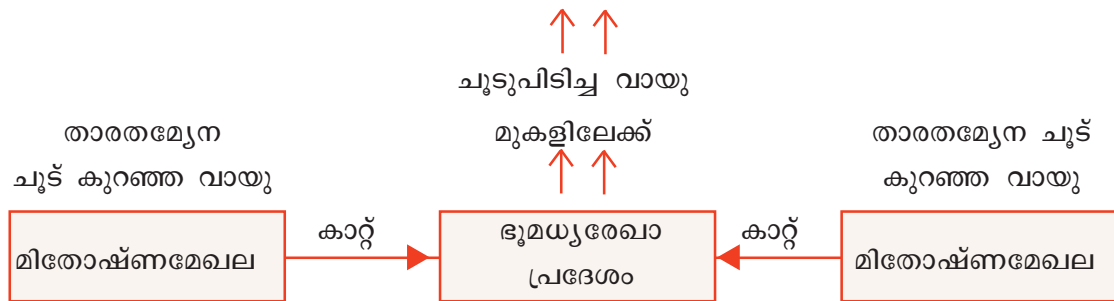 ചൂടുപിടിച്ച വായു
മുകളിലേക്ക്
താരതമ്യേന
ചൂട് കുറഞ്ഞ വായു
താരതമ്യേന ചൂട്
കുറഞ്ഞ വായു
മിതോഷ്ണമേഖല
കാറ്റ്
ഭൂമധ്യരേഖാ
പ്രദേശം
കാറ്റ്
മിതോഷ്ണമേഖല